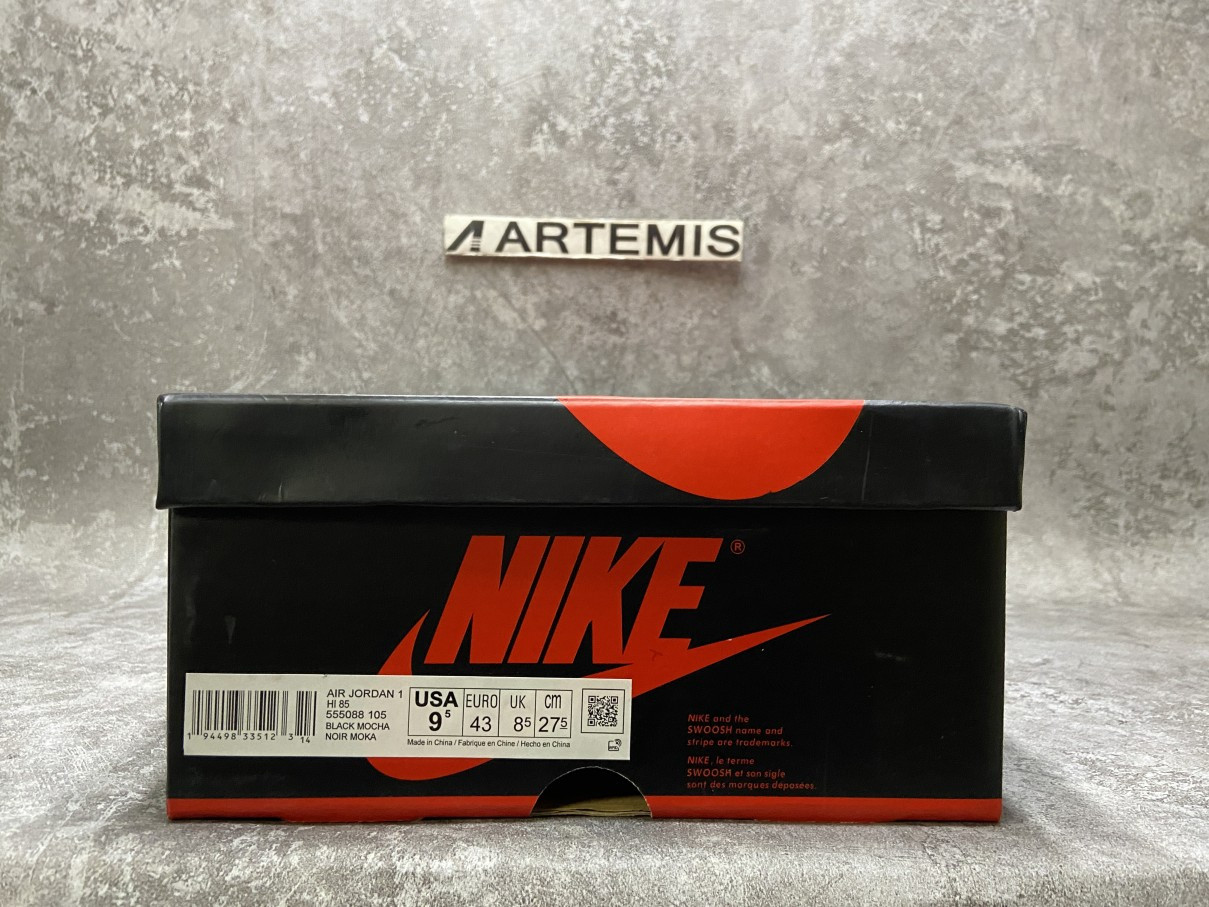 ARTEMIS
NIKE ®
AIR JORDAN 1
HI 85
555088 105
BLACK MOCHA
NOIR MOKA
1 94498 33512 3 14
USA EURO UK cm
9⁵ 43 8⁵ 27⁵
Made in China / Fabrique en Chine / Hecho en China
NIKE and the
SWOOSH name and
stripe are trademarks.
NIKE, le terme
SWOOSH et son sigle
sont des marques déposées.